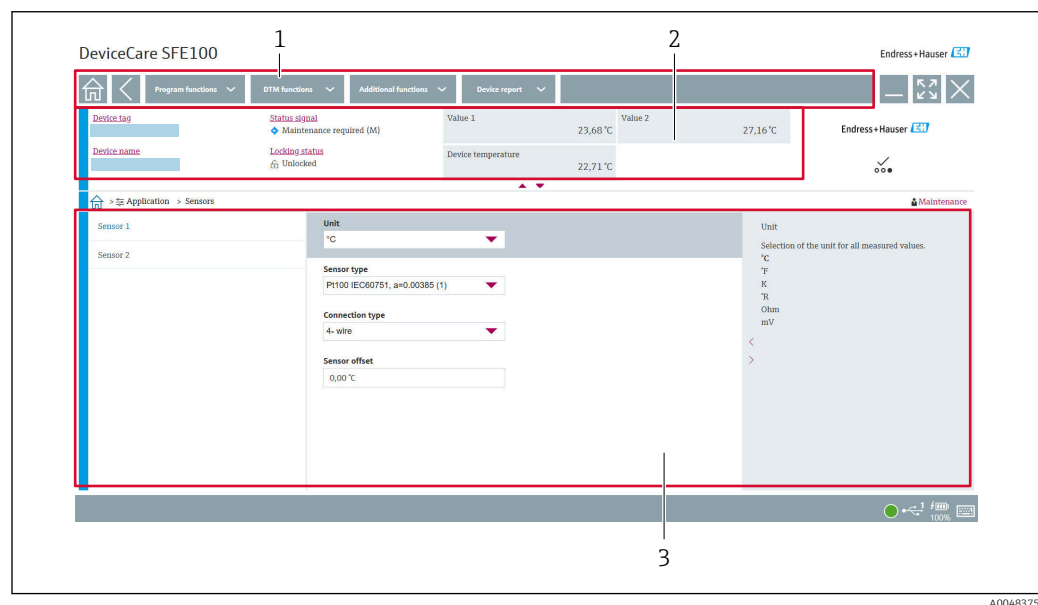 1
2
DeviceCare SFE100
Endress+Hauser EH
Program functions
DTM functions
Additional functions
Device report
Device tag
Status signal
Maintenance required (M)
Value 1
23,68 °C
Value 2
27,16 °C
Endress+Hauser EH
Device name
Locking status
Unlocked
Device temperature
22,71 °C
> Application > Sensors
Maintenance
Sensor 1
Sensor 2
Unit
°C
Sensor type
Pt100 IEC60751, a=0.00385 (1)
Connection type
4- wire
Sensor offset
0,00 °C
Unit
Selection of the unit for all measured values.
°C
°F
K
°R
Ohm
mV
<
>
1
100%
3
A0048375